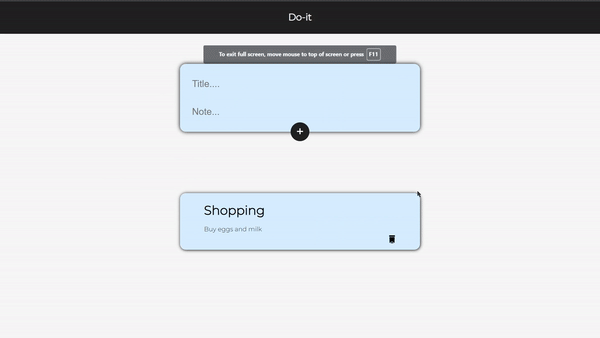 Do-it
To exit full screen, move mouse to top of screen or press F11
Title....
Note...
+
Shopping
Buy eggs and milk